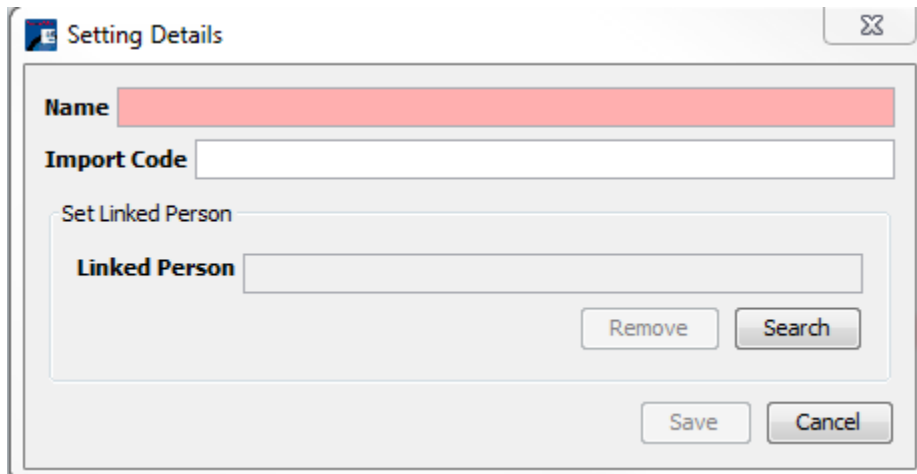 Setting Details
Name
Import Code
Set Linked Person
Linked Person
Remove Search
Save Cancel